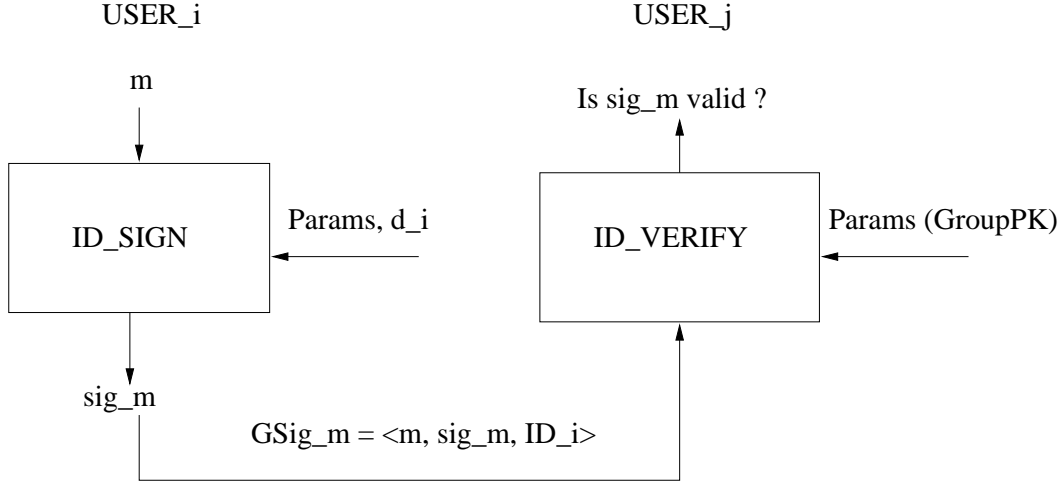 USER_i
USER_j
m
Is sig_m valid ?
ID_SIGN
Params, d_i
ID_VERIFY
Params (GroupPK)
sig_m
GSig_m = <m, sig_m, ID_i>